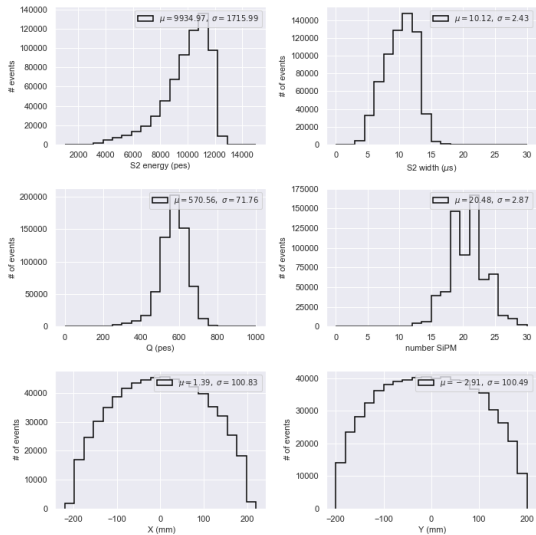 140000
120000
100000
80000
60000
40000
20000
0
# of events
μ=9934.97, σ=1715.99
2000 4000 6000 8000 10000 12000 14000
S2 energy (pes)
140000
120000
100000
80000
60000
40000
20000
0
# of events
μ=10.12, σ=2.43
0 5 10 15 20 25 30
S2 width (μs)
200000
150000
100000
50000
0
# of events
μ=570.56, σ=71.76
0 200 400 600 800 1000
Q (pes)
175000
150000
125000
100000
75000
50000
25000
0
# of events
μ=20.48, σ=2.87
0 5 10 15 20 25 30
number SiPM
40000
30000
20000
10000
0
# of events
μ=1.39, σ=100.83
−200 −100 0 100 200
X (mm)
40000
30000
20000
10000
0
# of events
μ=−2.91, σ=100.49
−200 −100 0 100 200
Y (mm)